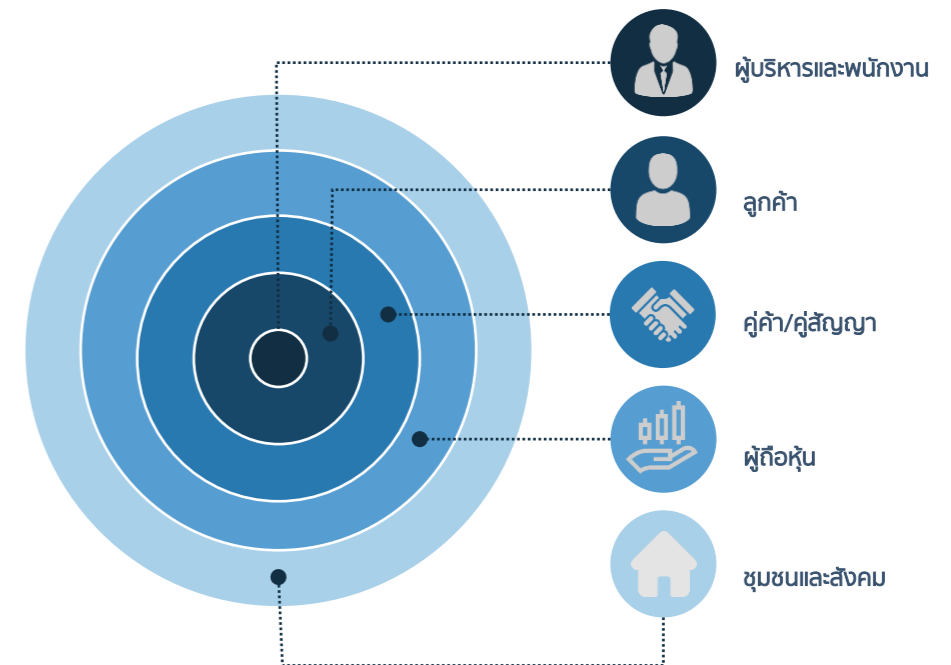 ผู้บริหารและพนักงาน
ลูกค้า
คู่ค้า/คู่สัญญา
ผู้ถือหุ้น
ชุมชนและสังคม